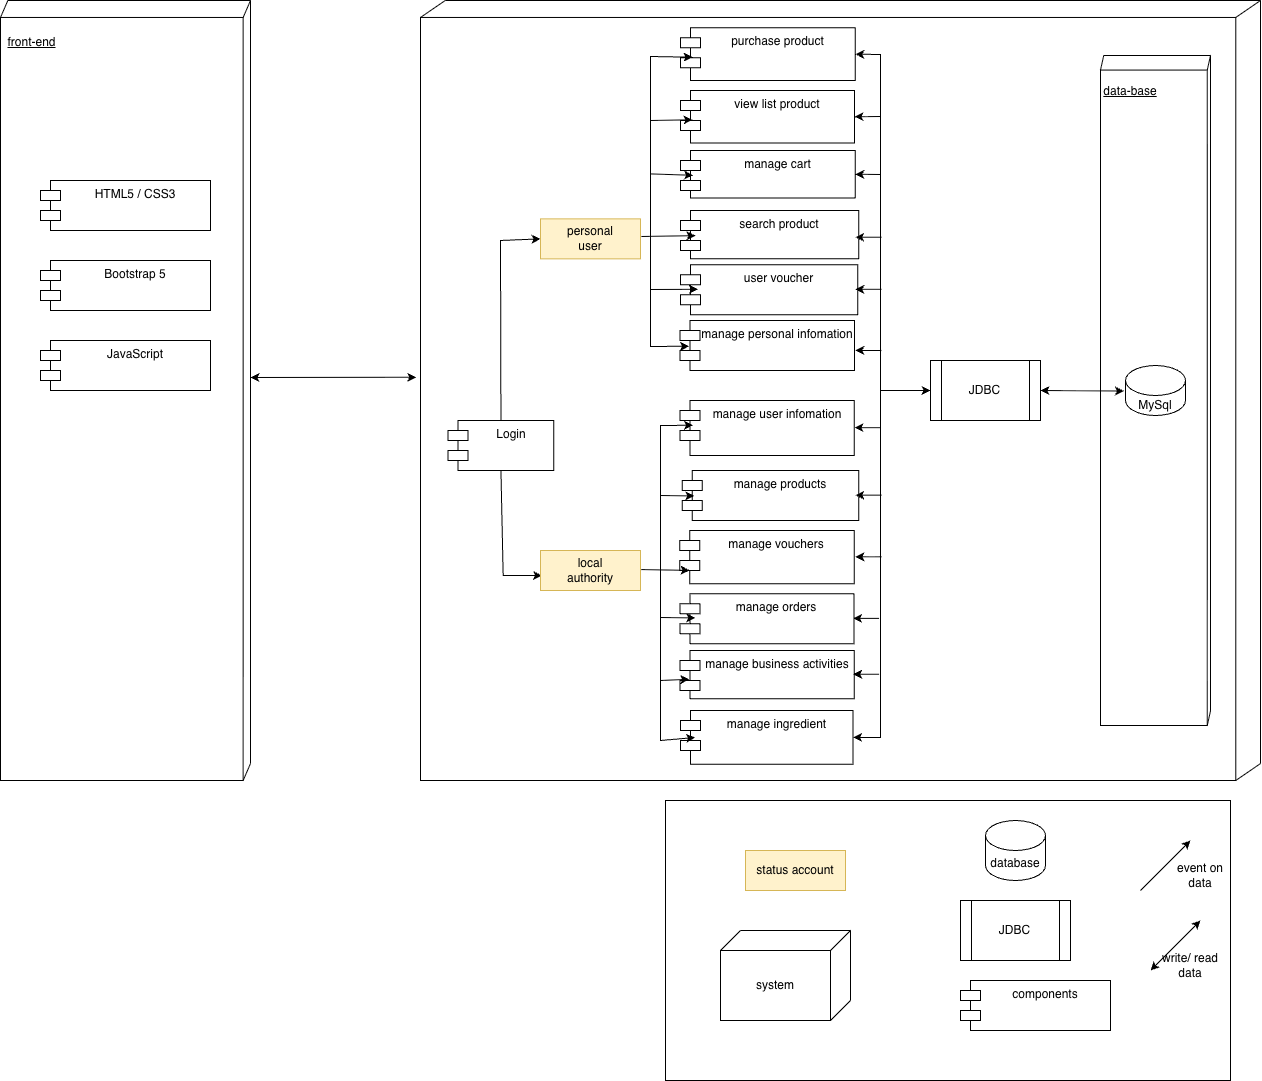 front-end
HTML5 / CSS3
Bootstrap 5
JavaScript
Login
personal
user
local
authority
purchase product
view list product
manage cart
search product
user voucher
manage personal infomation
manage user infomation
manage products
manage vouchers
manage orders
manage business activities
manage ingredient
JDBC
data-base
MySql
status account
system
database
JDBC
components
event on
data
write/ read
data